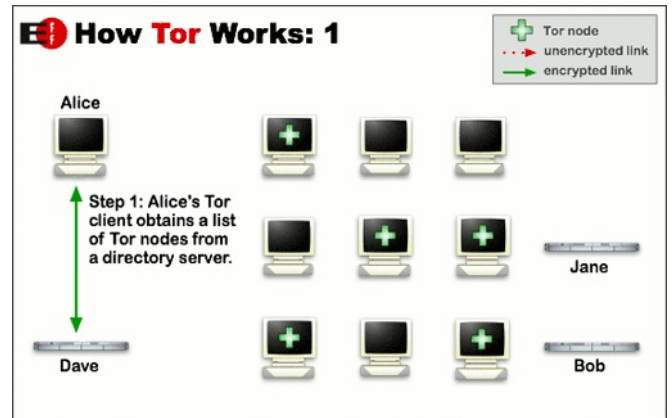 EFF How Tor Works: 1
Tor node
unencrypted link
encrypted link
Alice
Step 1: Alice's Tor
client obtains a list
of Tor nodes from
a directory server.
Jane
Dave
Bob